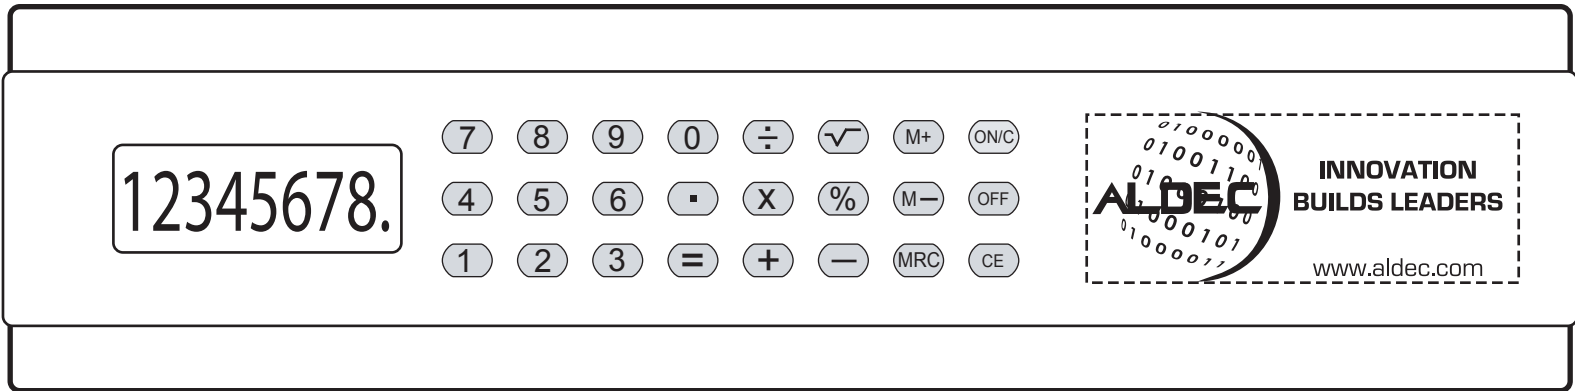 12345678.
7 8 9 0 ÷ √ M+ ON/C
4 5 6 . X % M− OFF
1 2 3 = + − MRC CE
ALDEC
INNOVATION
BUILDS LEADERS
www.aldec.com